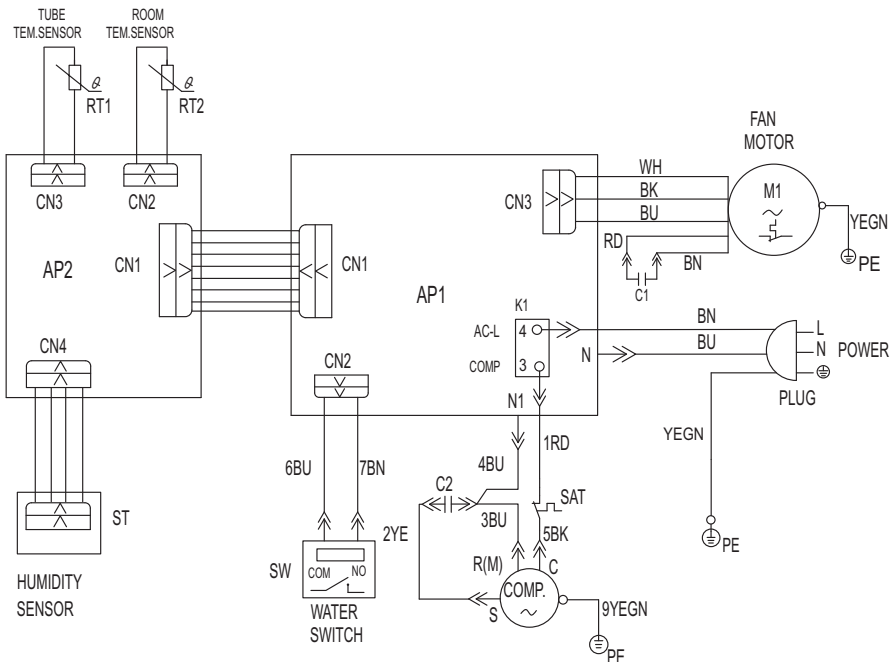 TUBE
TEM.SENSOR
ROOM
TEM.SENSOR
θ
RT1
θ
RT2
CN3
CN2
FAN
MOTOR
WH
BK
BU
CN3
M1
YEGN
PE
RD
BN
C1
CN1
CN1
AP2
AP1
K1
AC-L
4
COMP
3
BN
BU
N
L
N
POWER
PLUG
CN4
CN2
N1
1RD
4BU
YEGN
6BU
7BN
C2
SAT
3BU
2YE
5BK
ST
PE
SW
COM
NO
R(M)
C
COMP.
S
9YEGN
PE
HUMIDITY
SENSOR
WATER
SWITCH